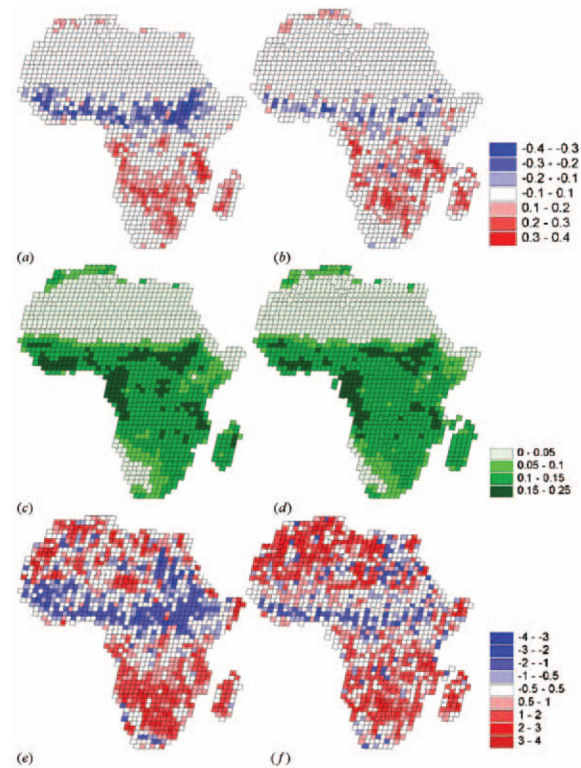 (a)
(b)
-0.4 - -0.3
-0.3 - -0.2
-0.2 - -0.1
-0.1 - 0.1
0.1 - 0.2
0.2 - 0.3
0.3 - 0.4
(c)
(d)
0 - 0.05
0.05 - 0.1
0.1 - 0.15
0.15 - 0.25
(e)
(f)
-4 - -3
-3 - -2
-2 - -1
-1 - -0.5
-0.5 - 0.5
0.5 - 1
1 - 2
2 - 3
3 - 4